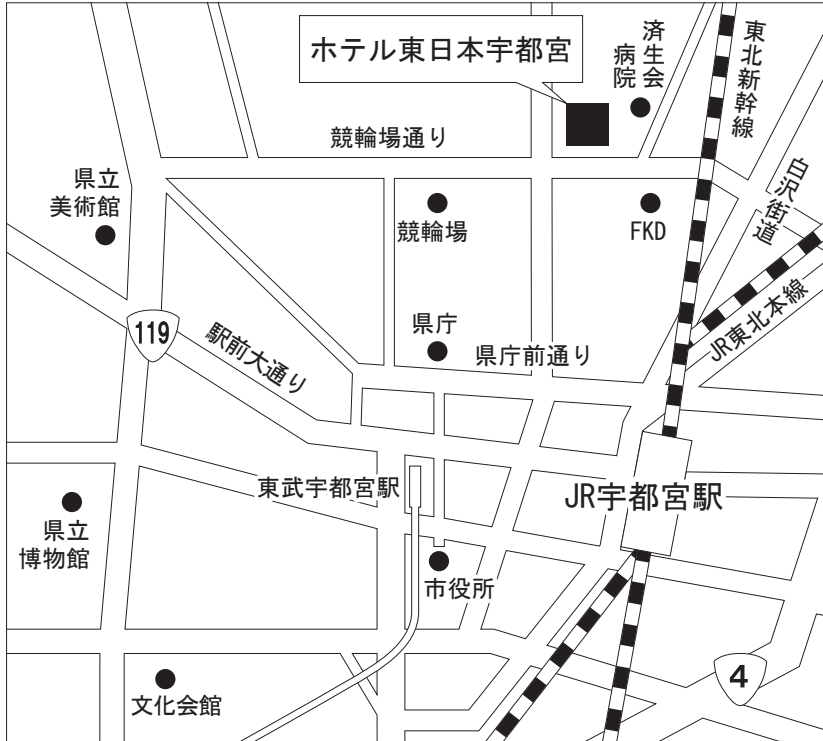 ホテル東日本宇都宮
済生会
病院
東北新幹線
競輪場通り
県立
美術館
白沢街道
競輪場
FKD
119
駅前大通り
県庁
県庁前通り
JR東北本線
東武宇都宮駅
JR宇都宮駅
県立
博物館
市役所
文化会館
4